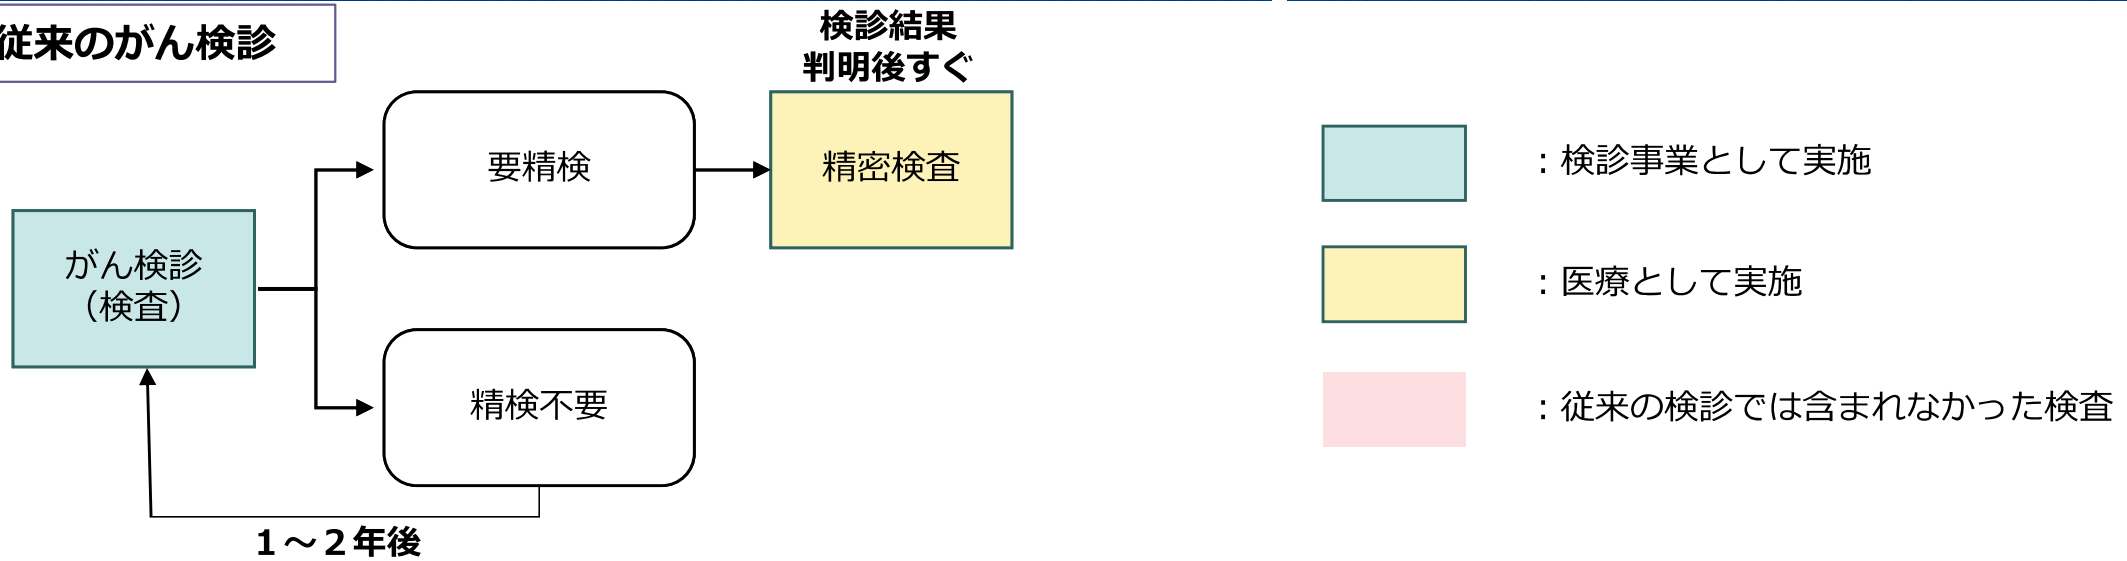 従来のがん検診
検診結果
判明後すぐ
要精検
精密検査
がん検診
（検査）
精検不要
１～２年後
：検診事業として実施
：医療として実施
：従来の検診では含まれなかった検査